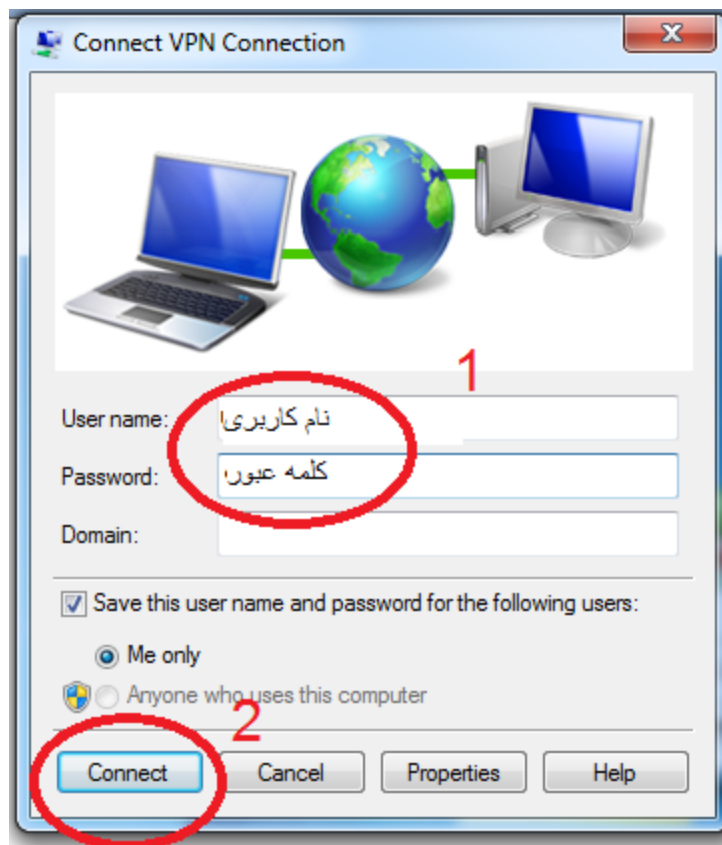 Connect VPN Connection
1
User name: نام کاربری
Password: کلمه عبور
Domain:
Save this user name and password for the following users:
Me only
Anyone who uses this computer
2
Connect Cancel Properties Help